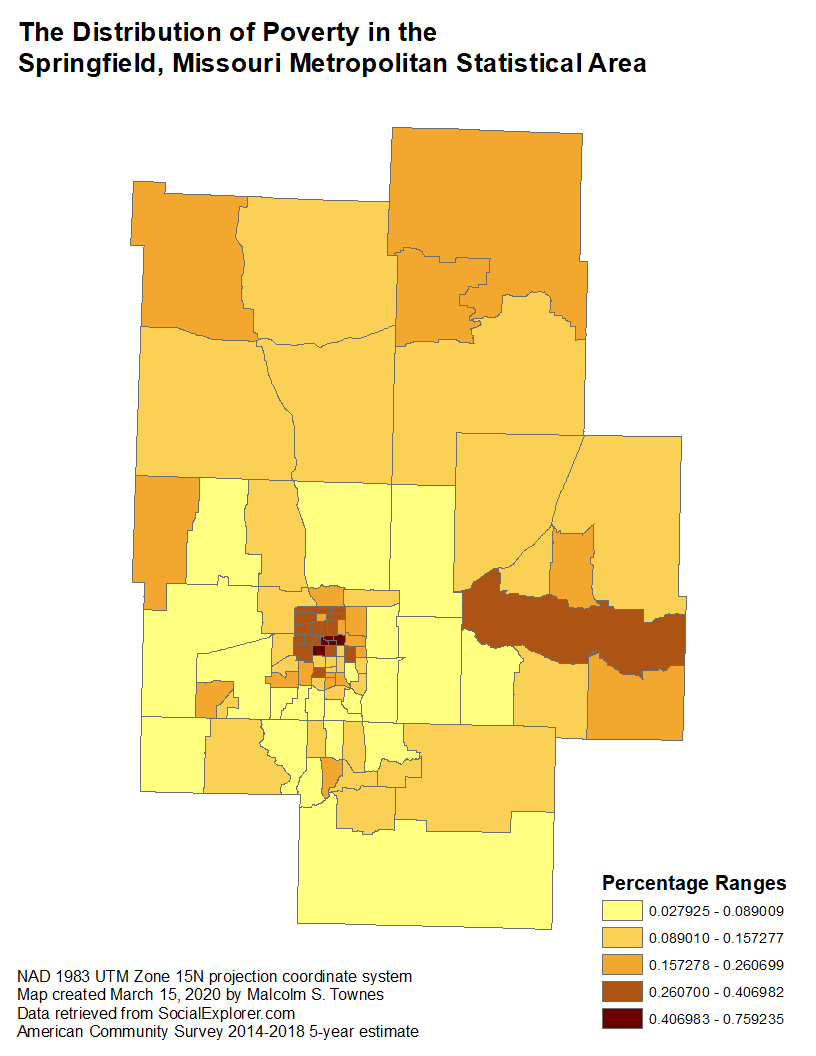 The Distribution of Poverty in the
Springfield, Missouri Metropolitan Statistical Area
Percentage Ranges
0.027925 - 0.089009
0.089010 - 0.157277
0.157278 - 0.260699
0.260700 - 0.406982
0.406983 - 0.759235
NAD 1983 UTM Zone 15N projection coordinate system
Map created March 15, 2020 by Malcolm S. Townes
Data retrieved from SocialExplorer.com
American Community Survey 2014-2018 5-year estimate